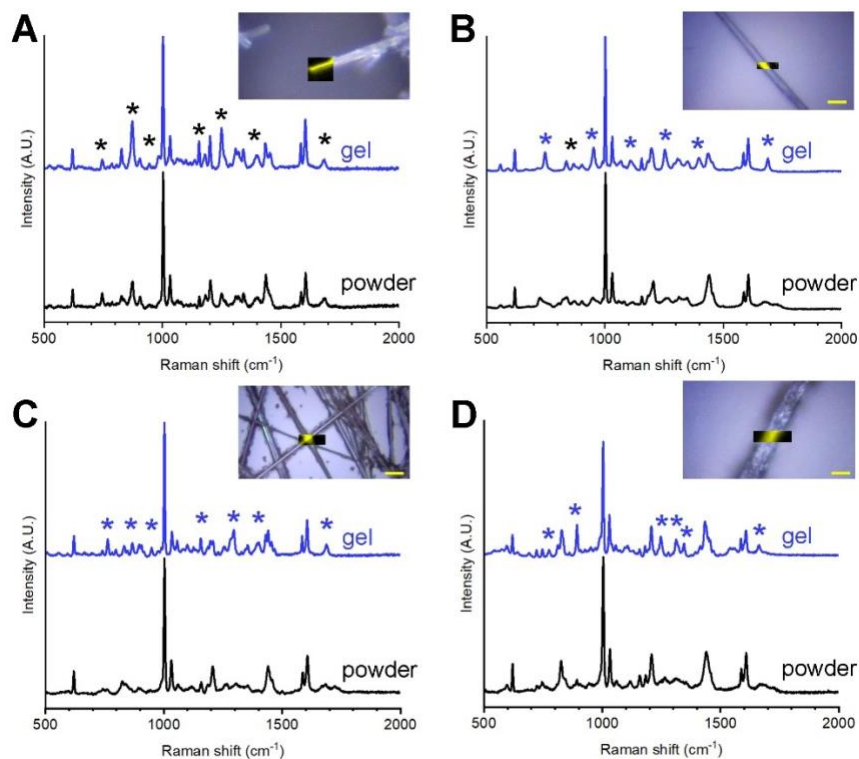 A
Intensity (A.U.)
* * * * * * *
gel
powder
500 1000 1500 2000
Raman shift (cm⁻¹)
B
Intensity (A.U.)
* * * * * * *
gel
powder
500 1000 1500 2000
Raman shift (cm⁻¹)
C
Intensity (A.U.)
* * * * * * *
gel
powder
500 1000 1500 2000
Raman shift (cm⁻¹)
D
Intensity (A.U.)
* * * * * *
gel
powder
500 1000 1500 2000
Raman shift (cm⁻¹)